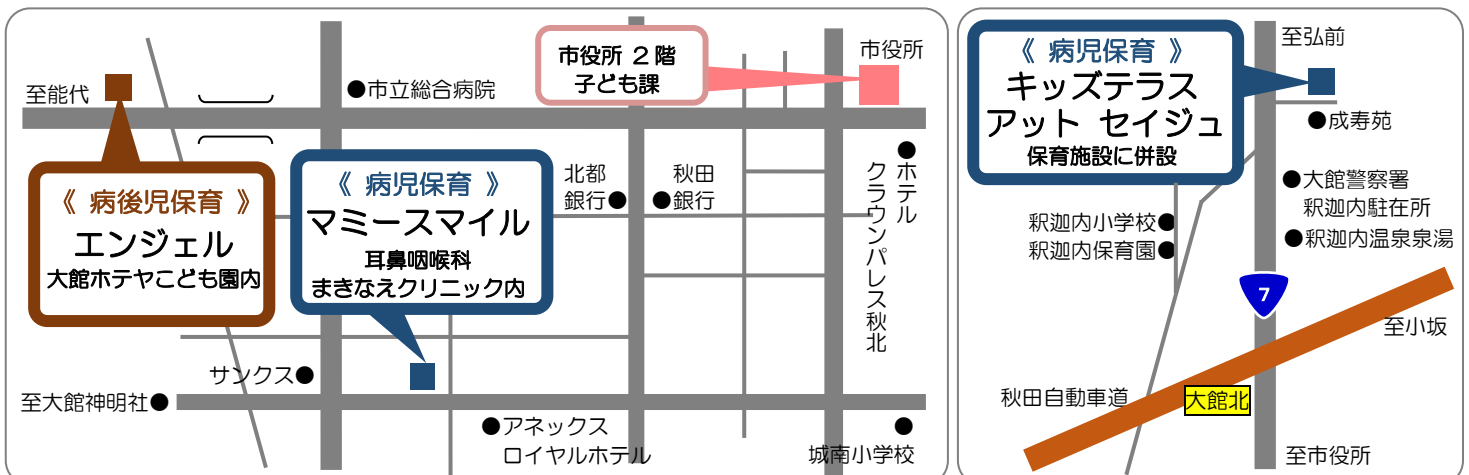 至能代
●市立総合病院
市役所 2階
子ども課
市役所
《 病後児保育 》
エンジェル
大館ホテヤこども園内
《 病児保育 》
マミースマイル
耳鼻咽喉科
まきなえクリニック内
北都
銀行●
秋田
●銀行
●ホテル
クラウンパレス秋北
サンクス●
至大館神明社●
●アネックス
ロイヤルホテル
●
城南小学校
《 病児保育 》
キッズテラス
アット セイジュ
保育施設に併設
至弘前
●成寿苑
●大館警察署
釈迦内駐在所
●釈迦内温泉泉湯
釈迦内小学校●
釈迦内保育園●
7
至小坂
秋田自動車道
大館北
至市役所